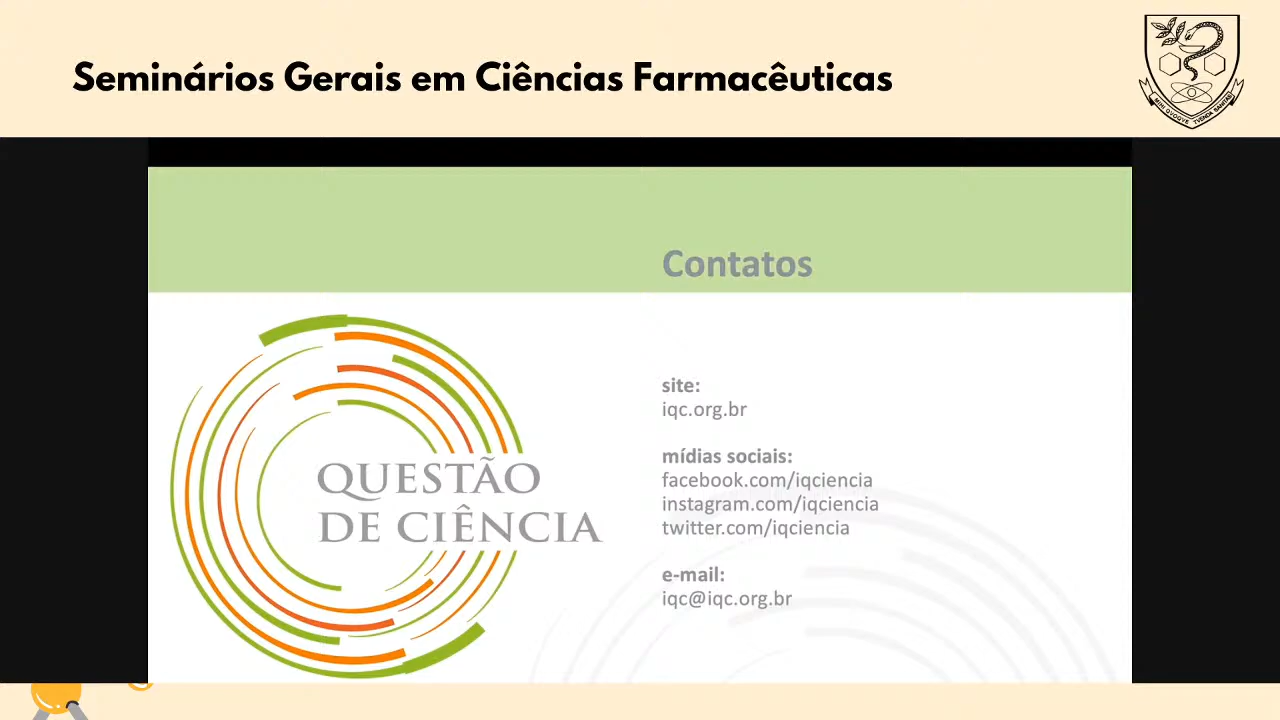 Seminários Gerais em Ciências Farmacêuticas
Contatos
QUESTÃO
DE CIÊNCIA
site:
iqc.org.br
mídias sociais:
facebook.com/iqciencia
instagram.com/iqciencia
twitter.com/iqciencia
e-mail:
iqc@iqc.org.br